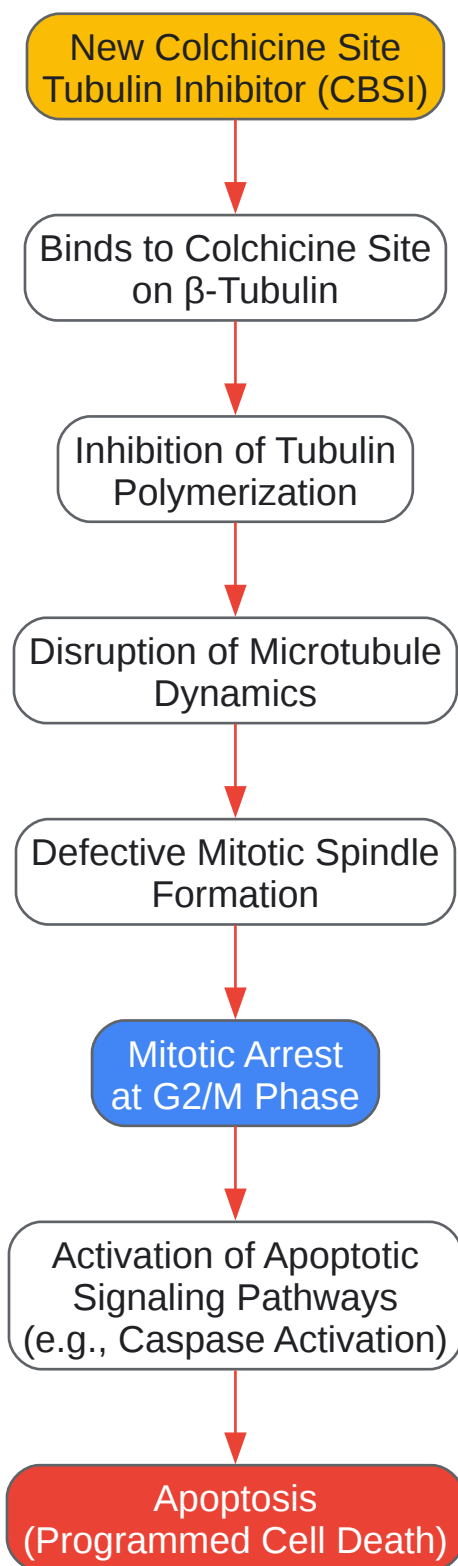 New Colchicine Site
Tubulin Inhibitor (CBSI)
Binds to Colchicine Site
on β-Tubulin
Inhibition of Tubulin
Polymerization
Disruption of Microtubule
Dynamics
Defective Mitotic Spindle
Formation
Mitotic Arrest
at G2/M Phase
Activation of Apoptotic
Signaling Pathways
(e.g., Caspase Activation)
Apoptosis
(Programmed Cell Death)